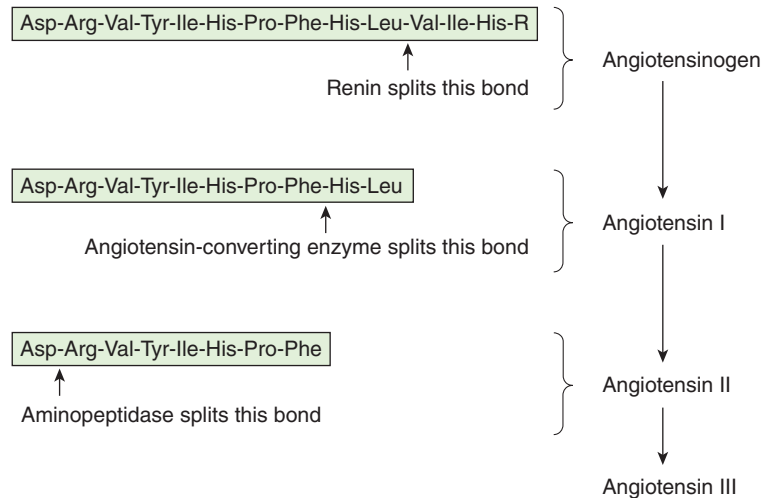 Asp-Arg-Val-Tyr-Ile-His-Pro-Phe-His-Leu-Val-Ile-His-R
Renin splits this bond
Angiotensinogen
Asp-Arg-Val-Tyr-Ile-His-Pro-Phe-His-Leu
Angiotensin-converting enzyme splits this bond
Angiotensin I
Asp-Arg-Val-Tyr-Ile-His-Pro-Phe
Aminopeptidase splits this bond
Angiotensin II
Angiotensin III